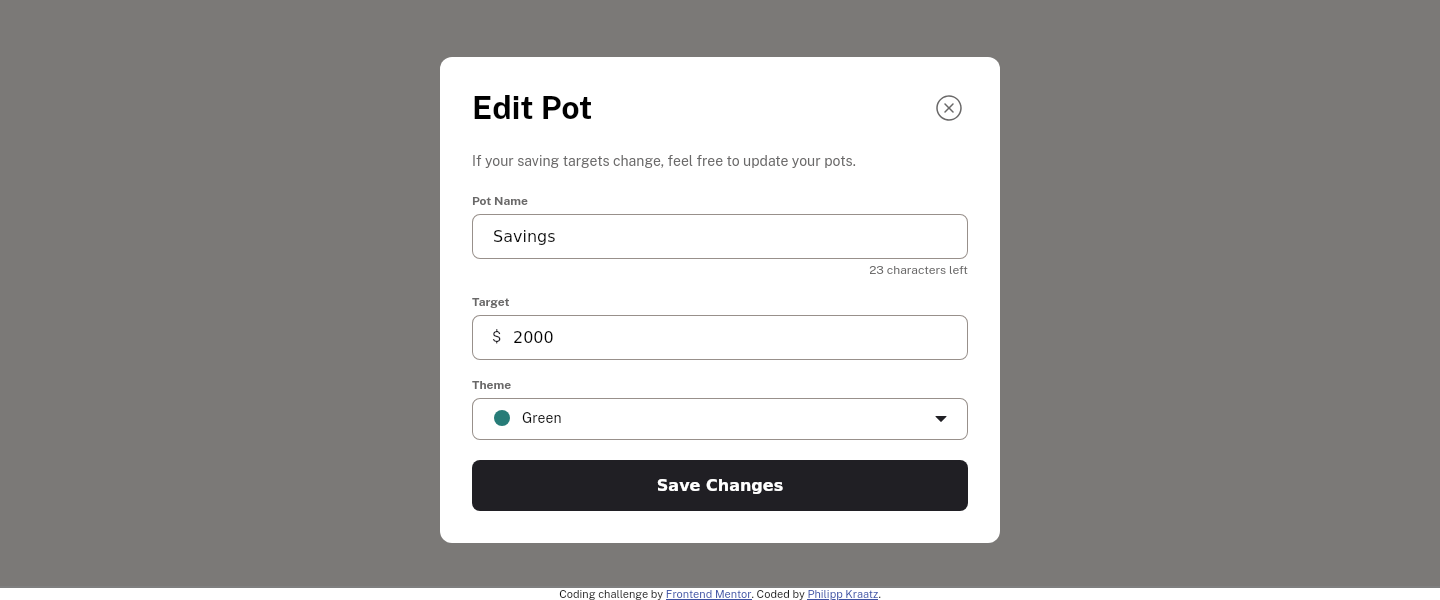 Edit Pot
If your saving targets change, feel free to update your pots.
Pot Name
Savings
23 characters left
Target
$ 2000
Theme
Green
Save Changes
Coding challenge by Frontend Mentor. Coded by Philipp Kraatz.